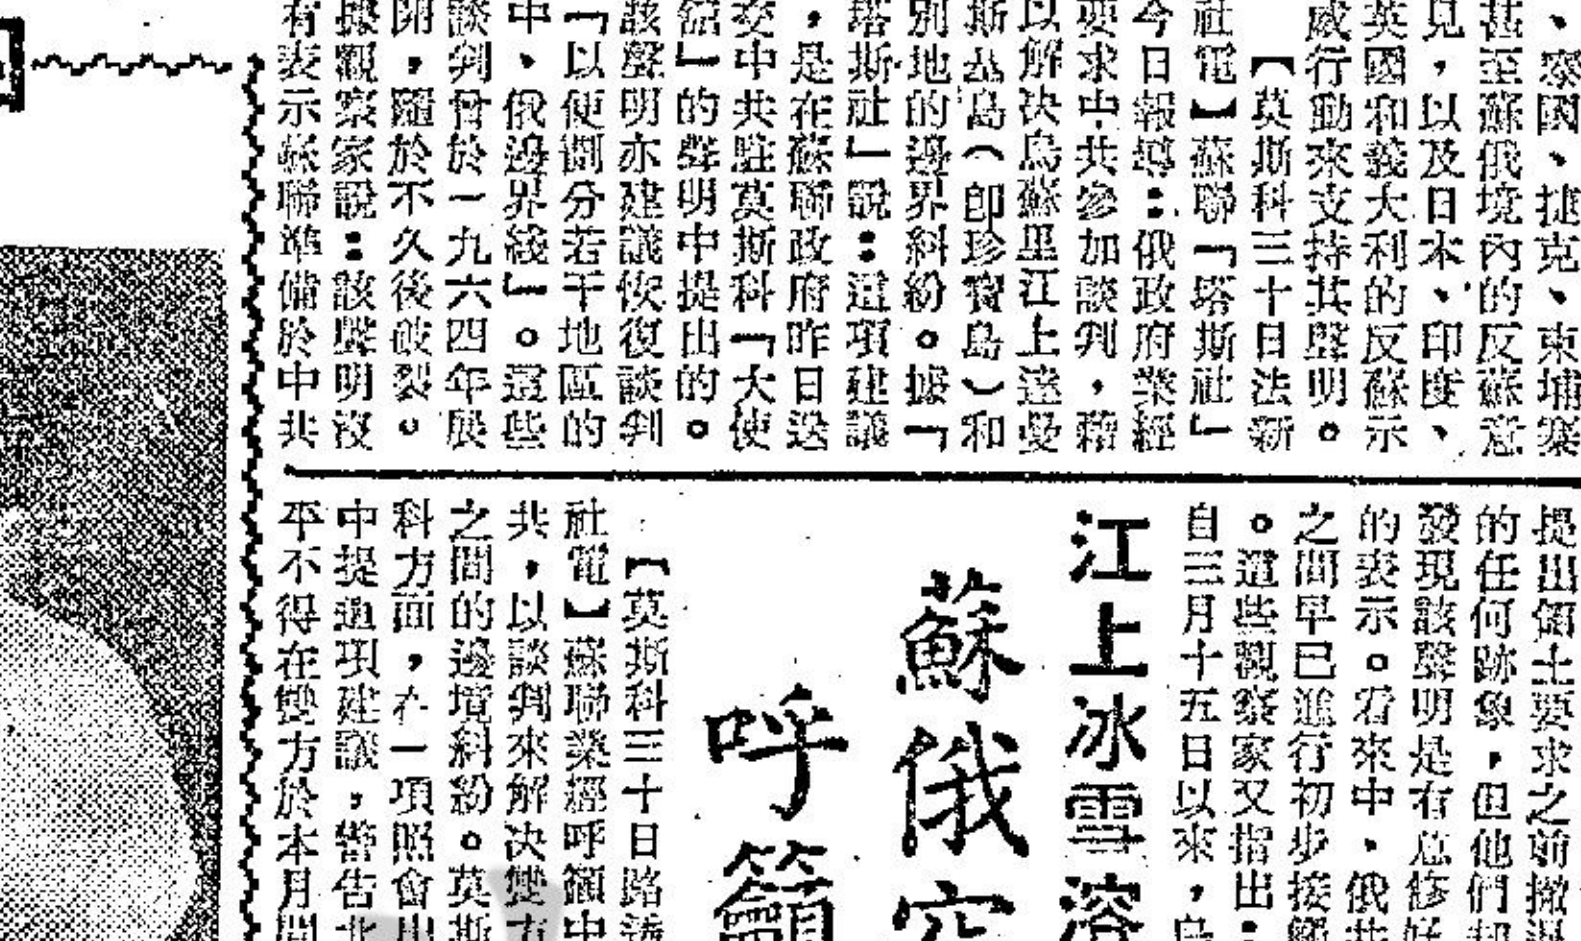 、泰國、捷克、東埔寨
甚至蘇俄境內的反蘇意
見，以及日本、印度、
英國和義大利的反蘇示
威行動來支持其聲明。
【莫斯科三十日法新
社電】蘇聯「塔斯社」
今日報導：俄政府業經
要求中共參加談判，藉
以解決烏蘇里江上達曼
斯基島（卽珍寶島）和
別地的邊界糾紛。據「
塔斯社」說：這項建議
，是在蘇聯政府昨日送
交中共駐莫斯科「大使
舘」的聲明中提出的。
該聲明亦建議恢復談判
「以便劃分若干地區的
中、俄邊界綫」。這些
談判曾於一九六四年展
開，隨於不久後破裂。
據觀察家說：該聲明沒
有表示蘇聯準備於中共
提出領土要求之前撤退
的任何跡象，但他們却
發現該聲明是有意修好
的表示。看來中、俄共
之間早已進行初步接觸
。這些觀察家又指出：
自三月十五日以來，烏
江上冰雪溶
蘇俄
呼籲
【莫斯科三十日路透
社電】蘇聯業經呼籲中
共，以談判來解決雙方
之間的邊境糾紛。莫斯
科方面，在一項照會
中提這項建議，警告北
平不得在雙方於本月間